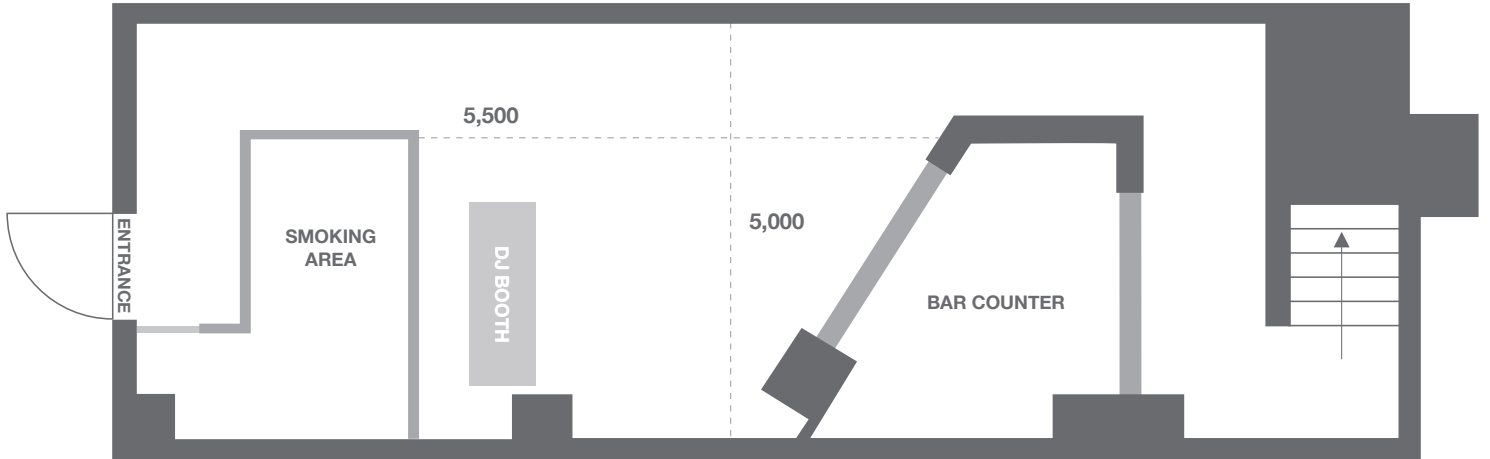 5,500
5,000
ENTRANCE
SMOKING
AREA
DJ BOOTH
BAR COUNTER